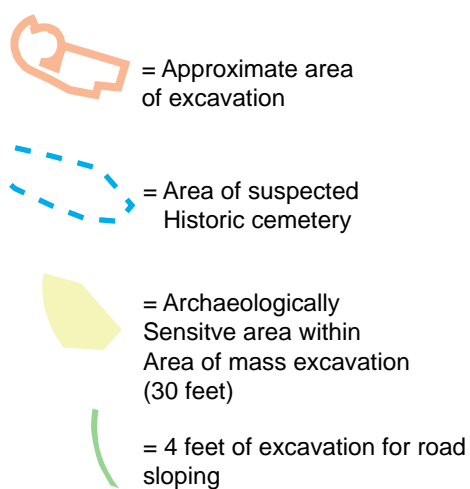 = Approximate area
of excavation
= Area of suspected
Historic cemetery
= Archaeologically
Sensitve area within
Area of mass excavation
(30 feet)
= 4 feet of excavation for road
sloping